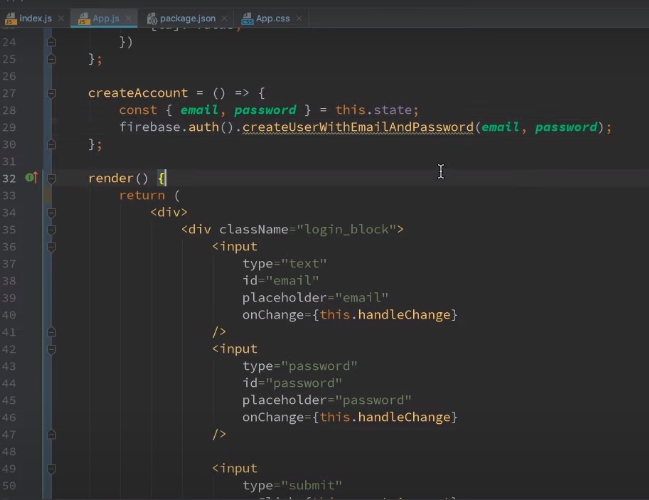 index.js App.js package.json App.css
24 })
25 };
26
27 createAccount = () => {
28 const { email, password } = this.state;
29 firebase.auth().createUserWithEmailAndPassword(email, password);
30 };
31
32 render() {
33 return (
34 <div>
35 <div className="login_block">
36 <input
37 type="text"
38 id="email"
39 placeholder="email"
40 onChange={this.handleChange}
41 />
42 <input
43 type="password"
44 id="password"
45 placeholder="password"
46 onChange={this.handleChange}
47 />
48
49 <input
50 type="submit"